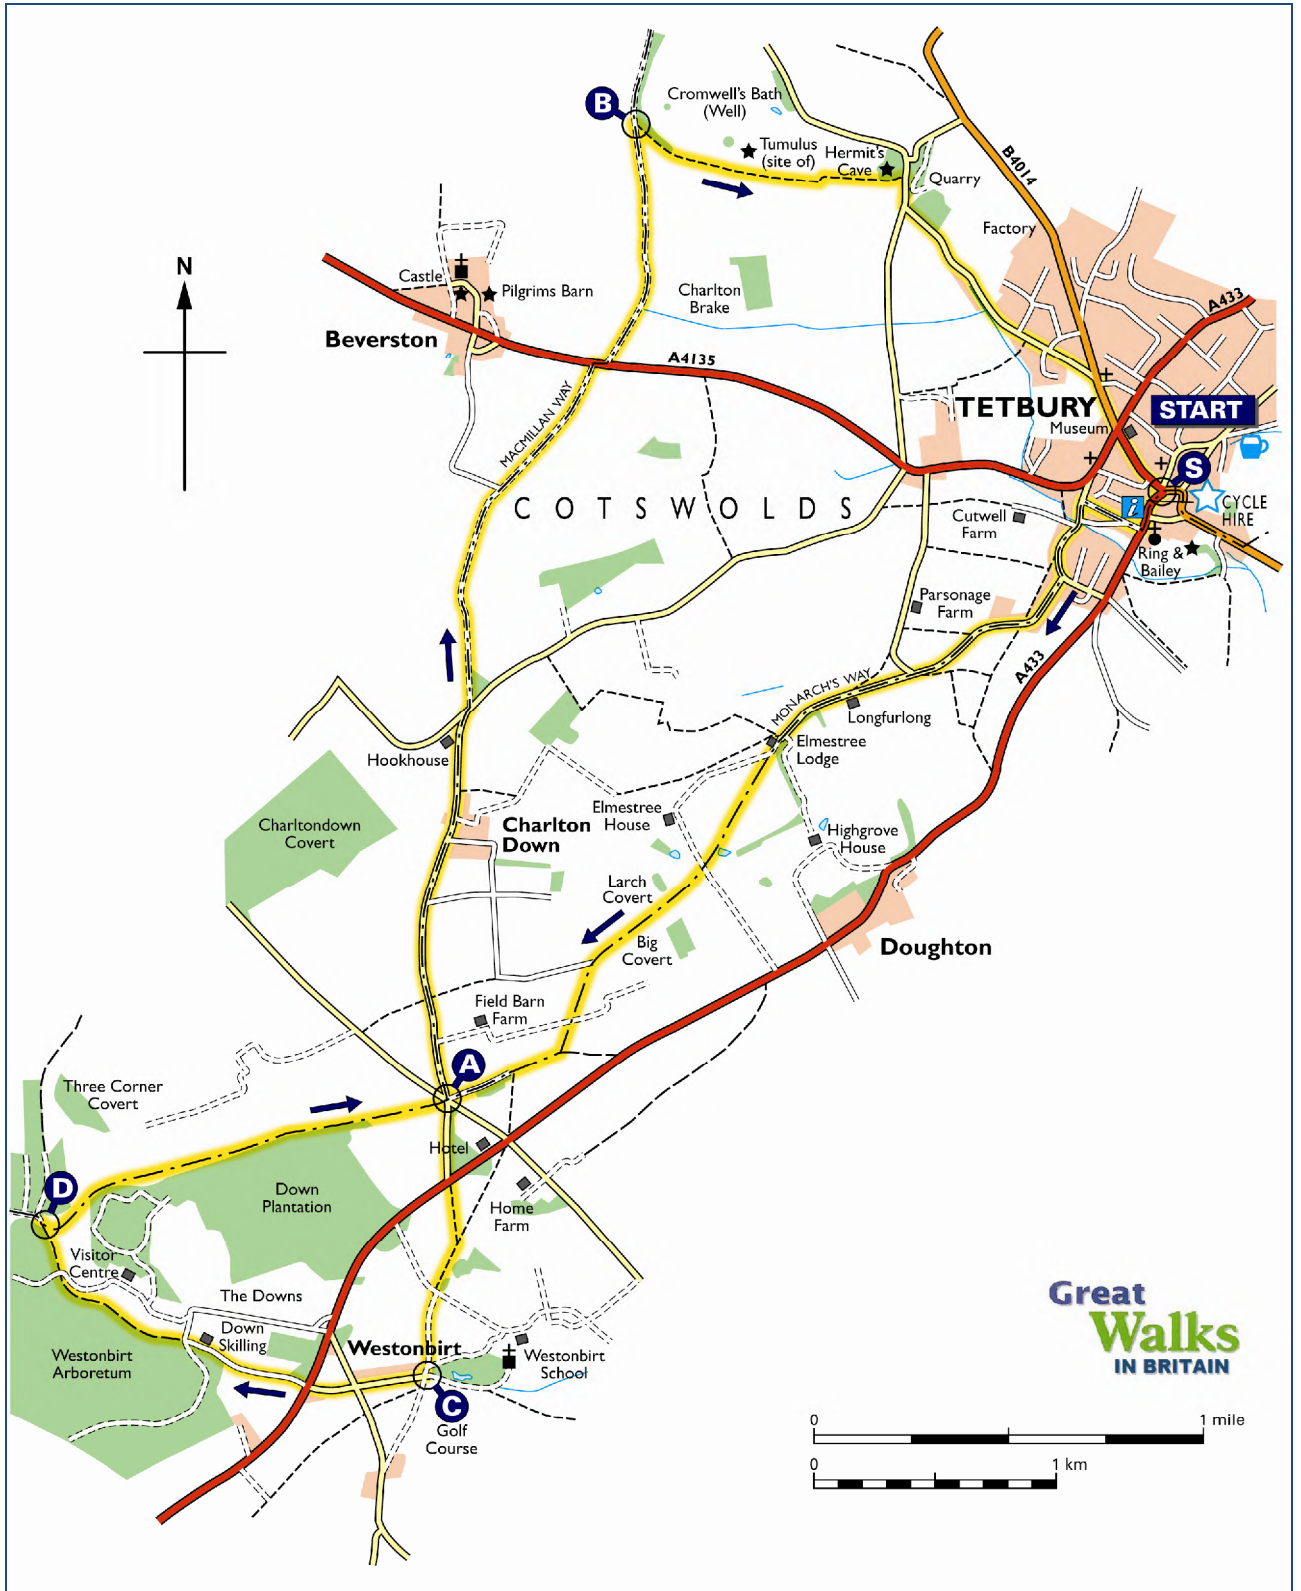 B
Cromwell's Bath
(Well)
Tumulus
(site of)
Hermit's
Cave
Quarry
B4014
Factory
N
Castle
Pilgrims Barn
Charlton
Brake
A433
Beverston
A4135
MACMILLAN WAY
TETBURY
START
Museum
S
COTSWOLDS
i
CYCLE
HIRE
Cutwell
Farm
Ring &
Bailey
Parsonage
Farm
A433
MONARCH'S WAY
Longfurlong
Elmestree
Lodge
Hookhouse
Elmestree
House
Charltondown
Covert
Charlton
Down
Highgrove
House
Larch
Covert
Big
Covert
Doughton
Field Barn
Farm
A
Three Corner
Covert
Hotel
D
Down
Plantation
Home
Farm
Visitor
Centre
The Downs
Down
Skilling
Westonbirt
Westonbirt
Arboretum
Westonbirt
School
C
Golf
Course
Great
Walks
IN BRITAIN
0 1 mile
0 1 km